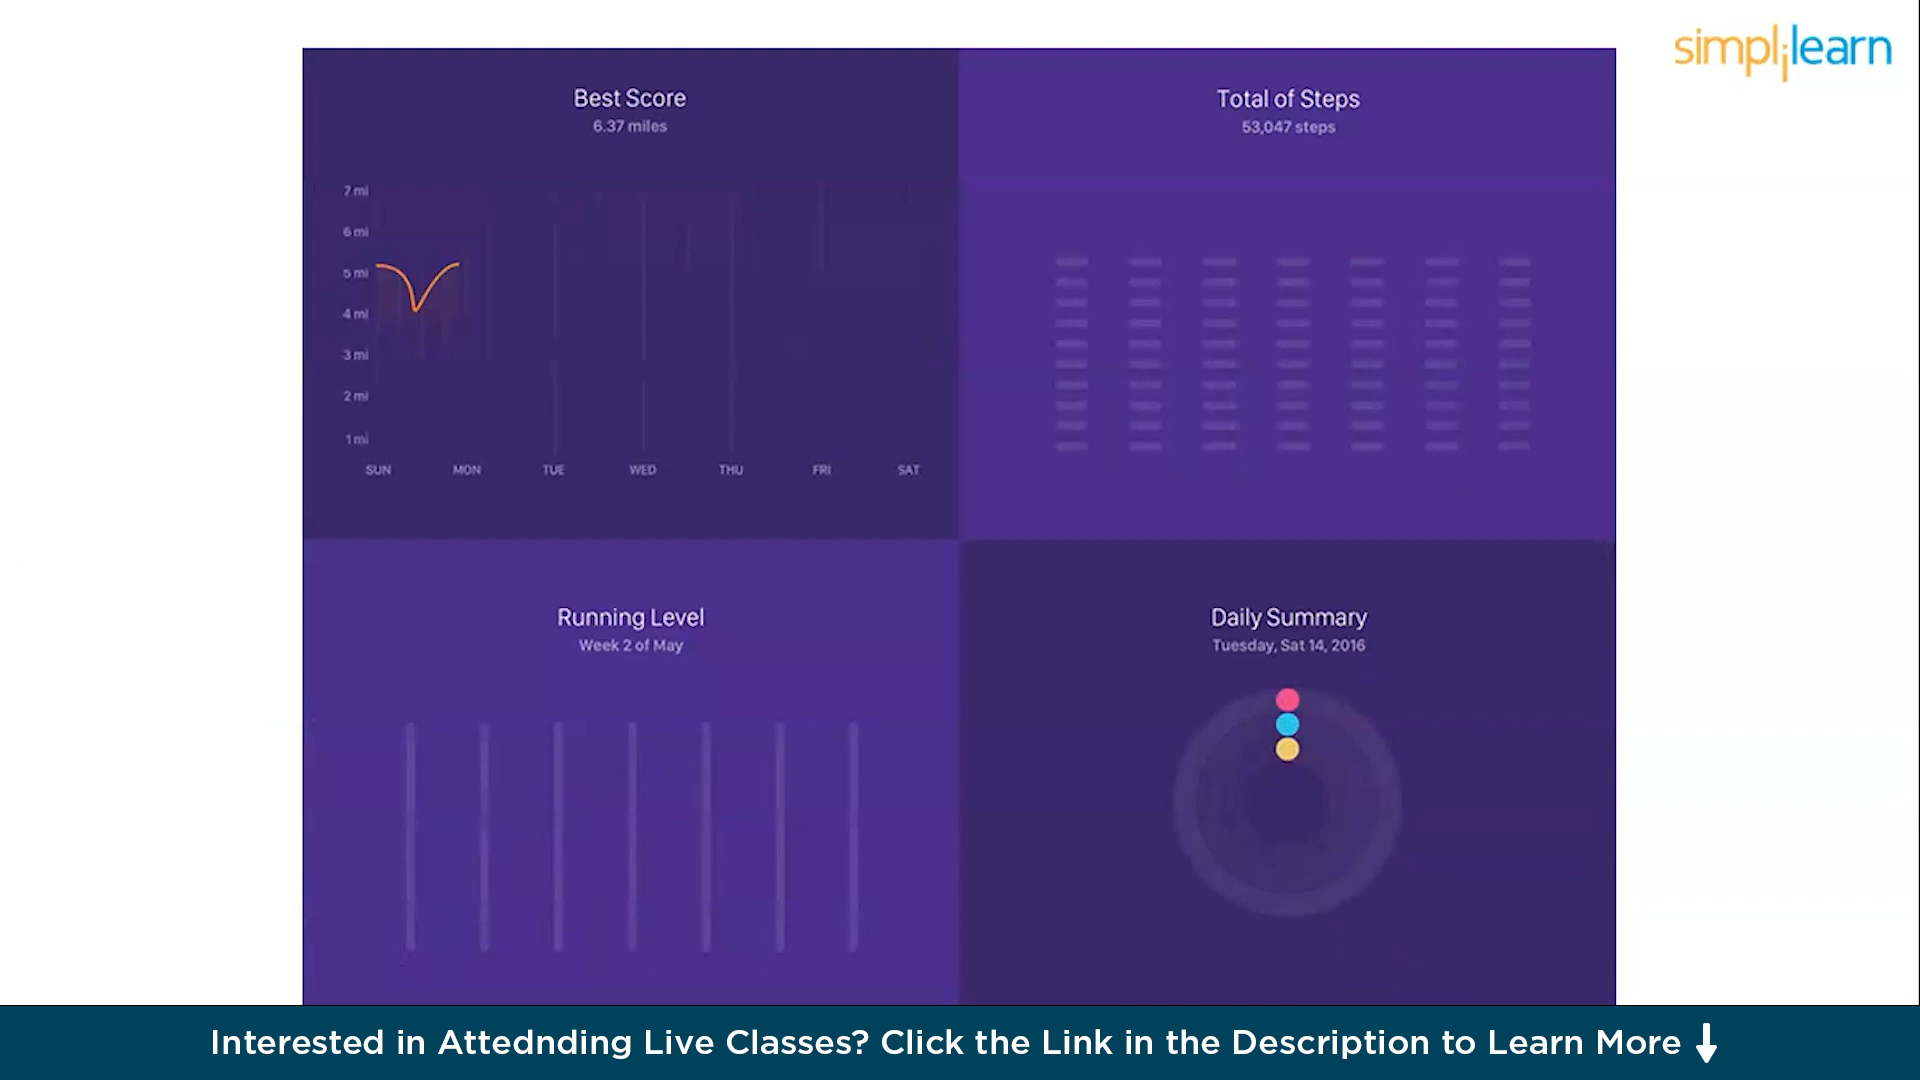 simplilearn
Best Score
6.37 miles
7 mi
6 mi
5 mi
4 mi
3 mi
2 mi
1 mi
SUN MON TUE WED THU FRI SAT
Total of Steps
53,047 steps
Running Level
Week 2 of May
Daily Summary
Tuesday, Sat 14, 2016
Interested in Attednding Live Classes? Click the Link in the Description to Learn More